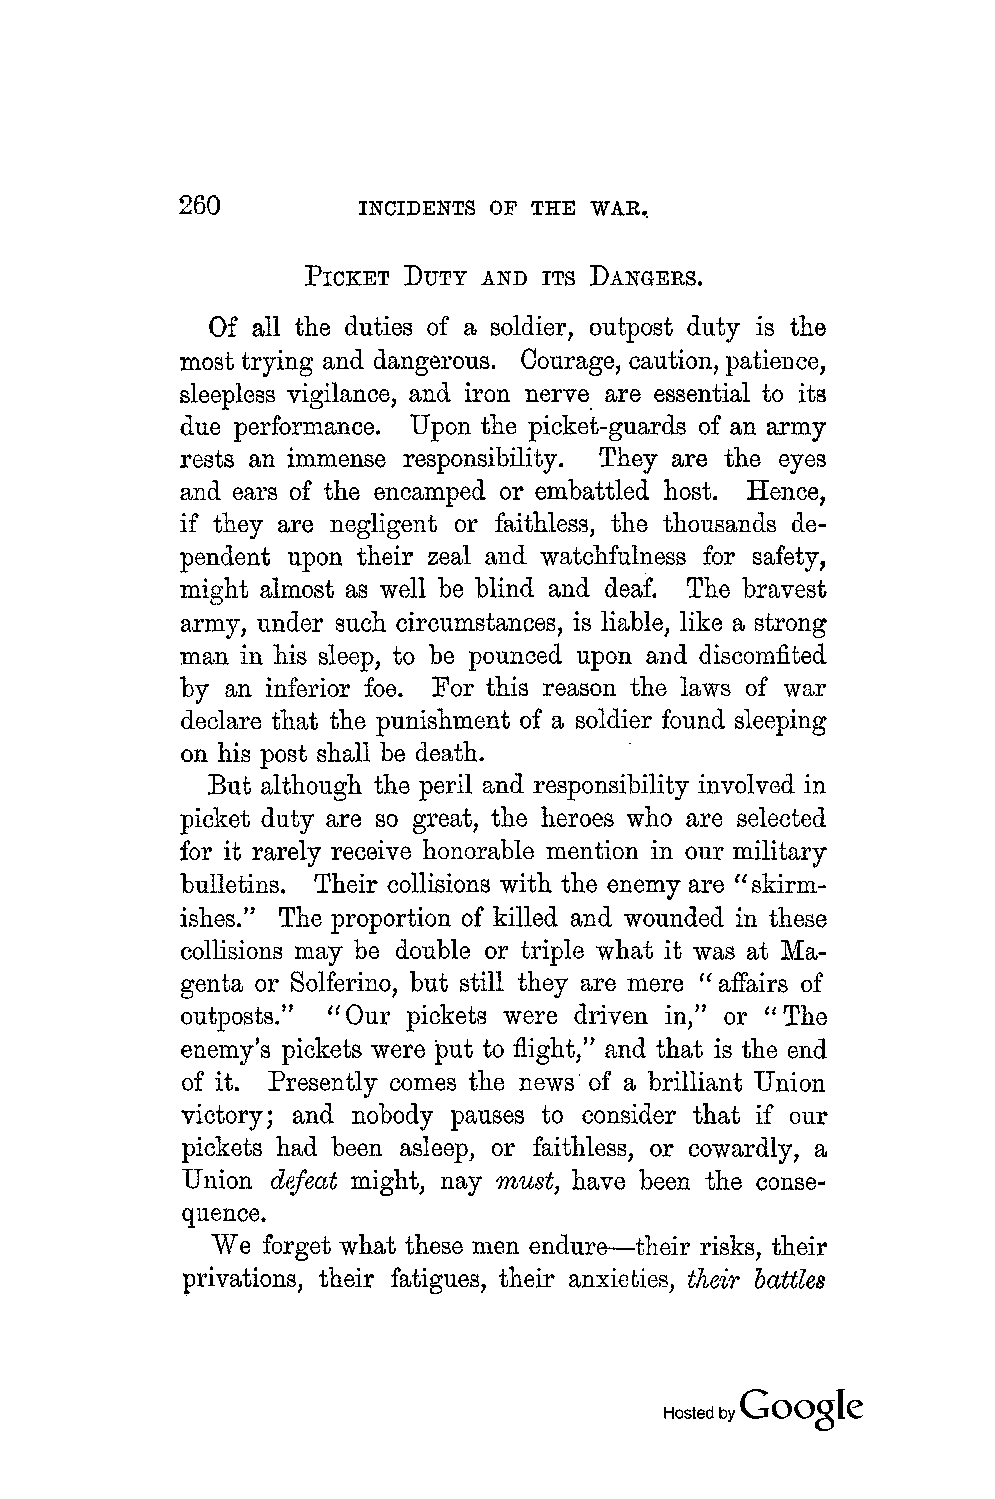 260 INCIDENTS OF THE WAR.
PICKET DUTY AND ITS DANGERS.
Of all the duties of a soldier, outpost duty is the
most trying and dangerous. Courage, caution, patience,
sleepless vigilance, and iron nerve are essential to its
due performance. Upon the picket-guards of an army
rests an immense responsibility. They are the eyes
and ears of the encamped or embattled host. Hence,
if they are negligent or faithless, the thousands de-
pendent upon their zeal and watchfulness for safety,
might almost as well be blind and deaf. The bravest
army, under such circumstances, is liable, like a strong
man in his sleep, to be pounced upon and discomfited
by an inferior foe. For this reason the laws of war
declare that the punishment of a soldier found sleeping
on his post shall be death.
But although the peril and responsibility involved in
picket duty are so great, the heroes who are selected
for it rarely receive honorable mention in our military
bulletins. Their collisions with the enemy are “skirm-
ishes.” The proportion of killed and wounded in these
collisions may be double or triple what it was at Ma-
genta or Solferino, but still they are mere “affairs of
outposts.” “Our pickets were driven in,” or “The
enemy’s pickets were put to flight,” and that is the end
of it. Presently comes the news of a brilliant Union
victory; and nobody pauses to consider that if our
pickets had been asleep, or faithless, or cowardly, a
Union defeat might, nay must, have been the conse-
quence.
We forget what these men endure—their risks, their
privations, their fatigues, their anxieties, their battles
Hosted by Google